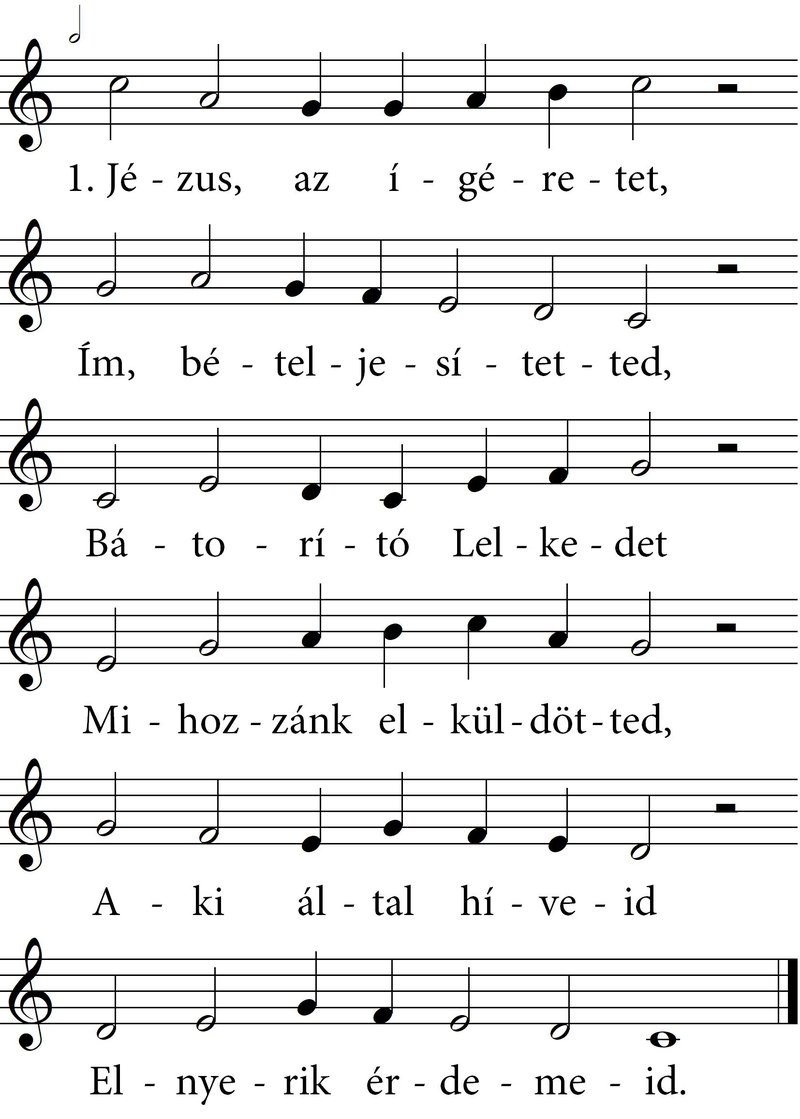 1. Jé - zus, az í - gé - re - tet,
Ím, bé - tel - je - sí - tet - ted,
Bá - to - rí - tó Lel - ke - det
Mi - hoz - zánk el - kül - döt - ted,
A - ki ál - tal hí - ve - id
El - nye - rik ér - de - me - id.